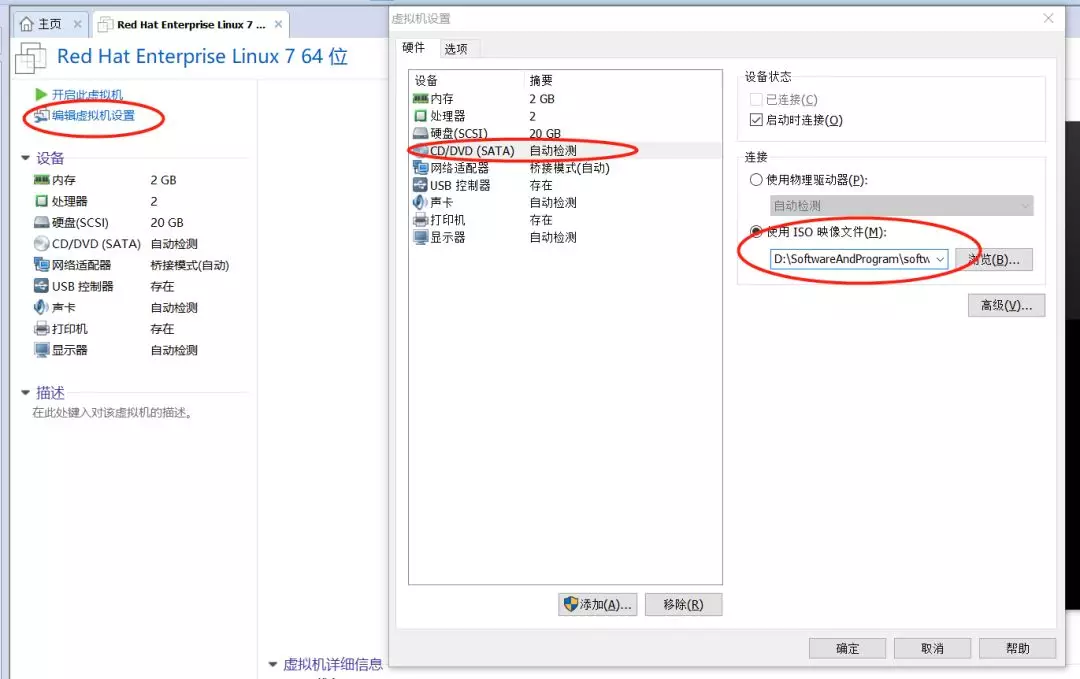 主页
Red Hat Enterprise Linux 7 ...
Red Hat Enterprise Linux 7 64 位
开启此虚拟机
编辑虚拟机设置
设备
内存 2 GB
处理器 2
硬盘(SCSI) 20 GB
CD/DVD (SATA) 自动检测
网络适配器 桥接模式(自动)
USB 控制器 存在
声卡 自动检测
打印机 存在
显示器 自动检测
描述
在此处键入对该虚拟机的描述。
虚拟机详细信息
虚拟机设置
硬件 选项
设备 摘要
内存 2 GB
处理器 2
硬盘(SCSI) 20 GB
CD/DVD (SATA) 自动检测
网络适配器 桥接模式(自动)
USB 控制器 存在
声卡 自动检测
打印机 存在
显示器 自动检测
添加(A)... 移除(R)
设备状态
已连接(C)
启动时连接(O)
连接
使用物理驱动器(P):
自动检测
使用 ISO 映像文件(M):
D:\SoftwareAndProgram\softw 浏览(B)...
高级(V)...
确定 取消 帮助